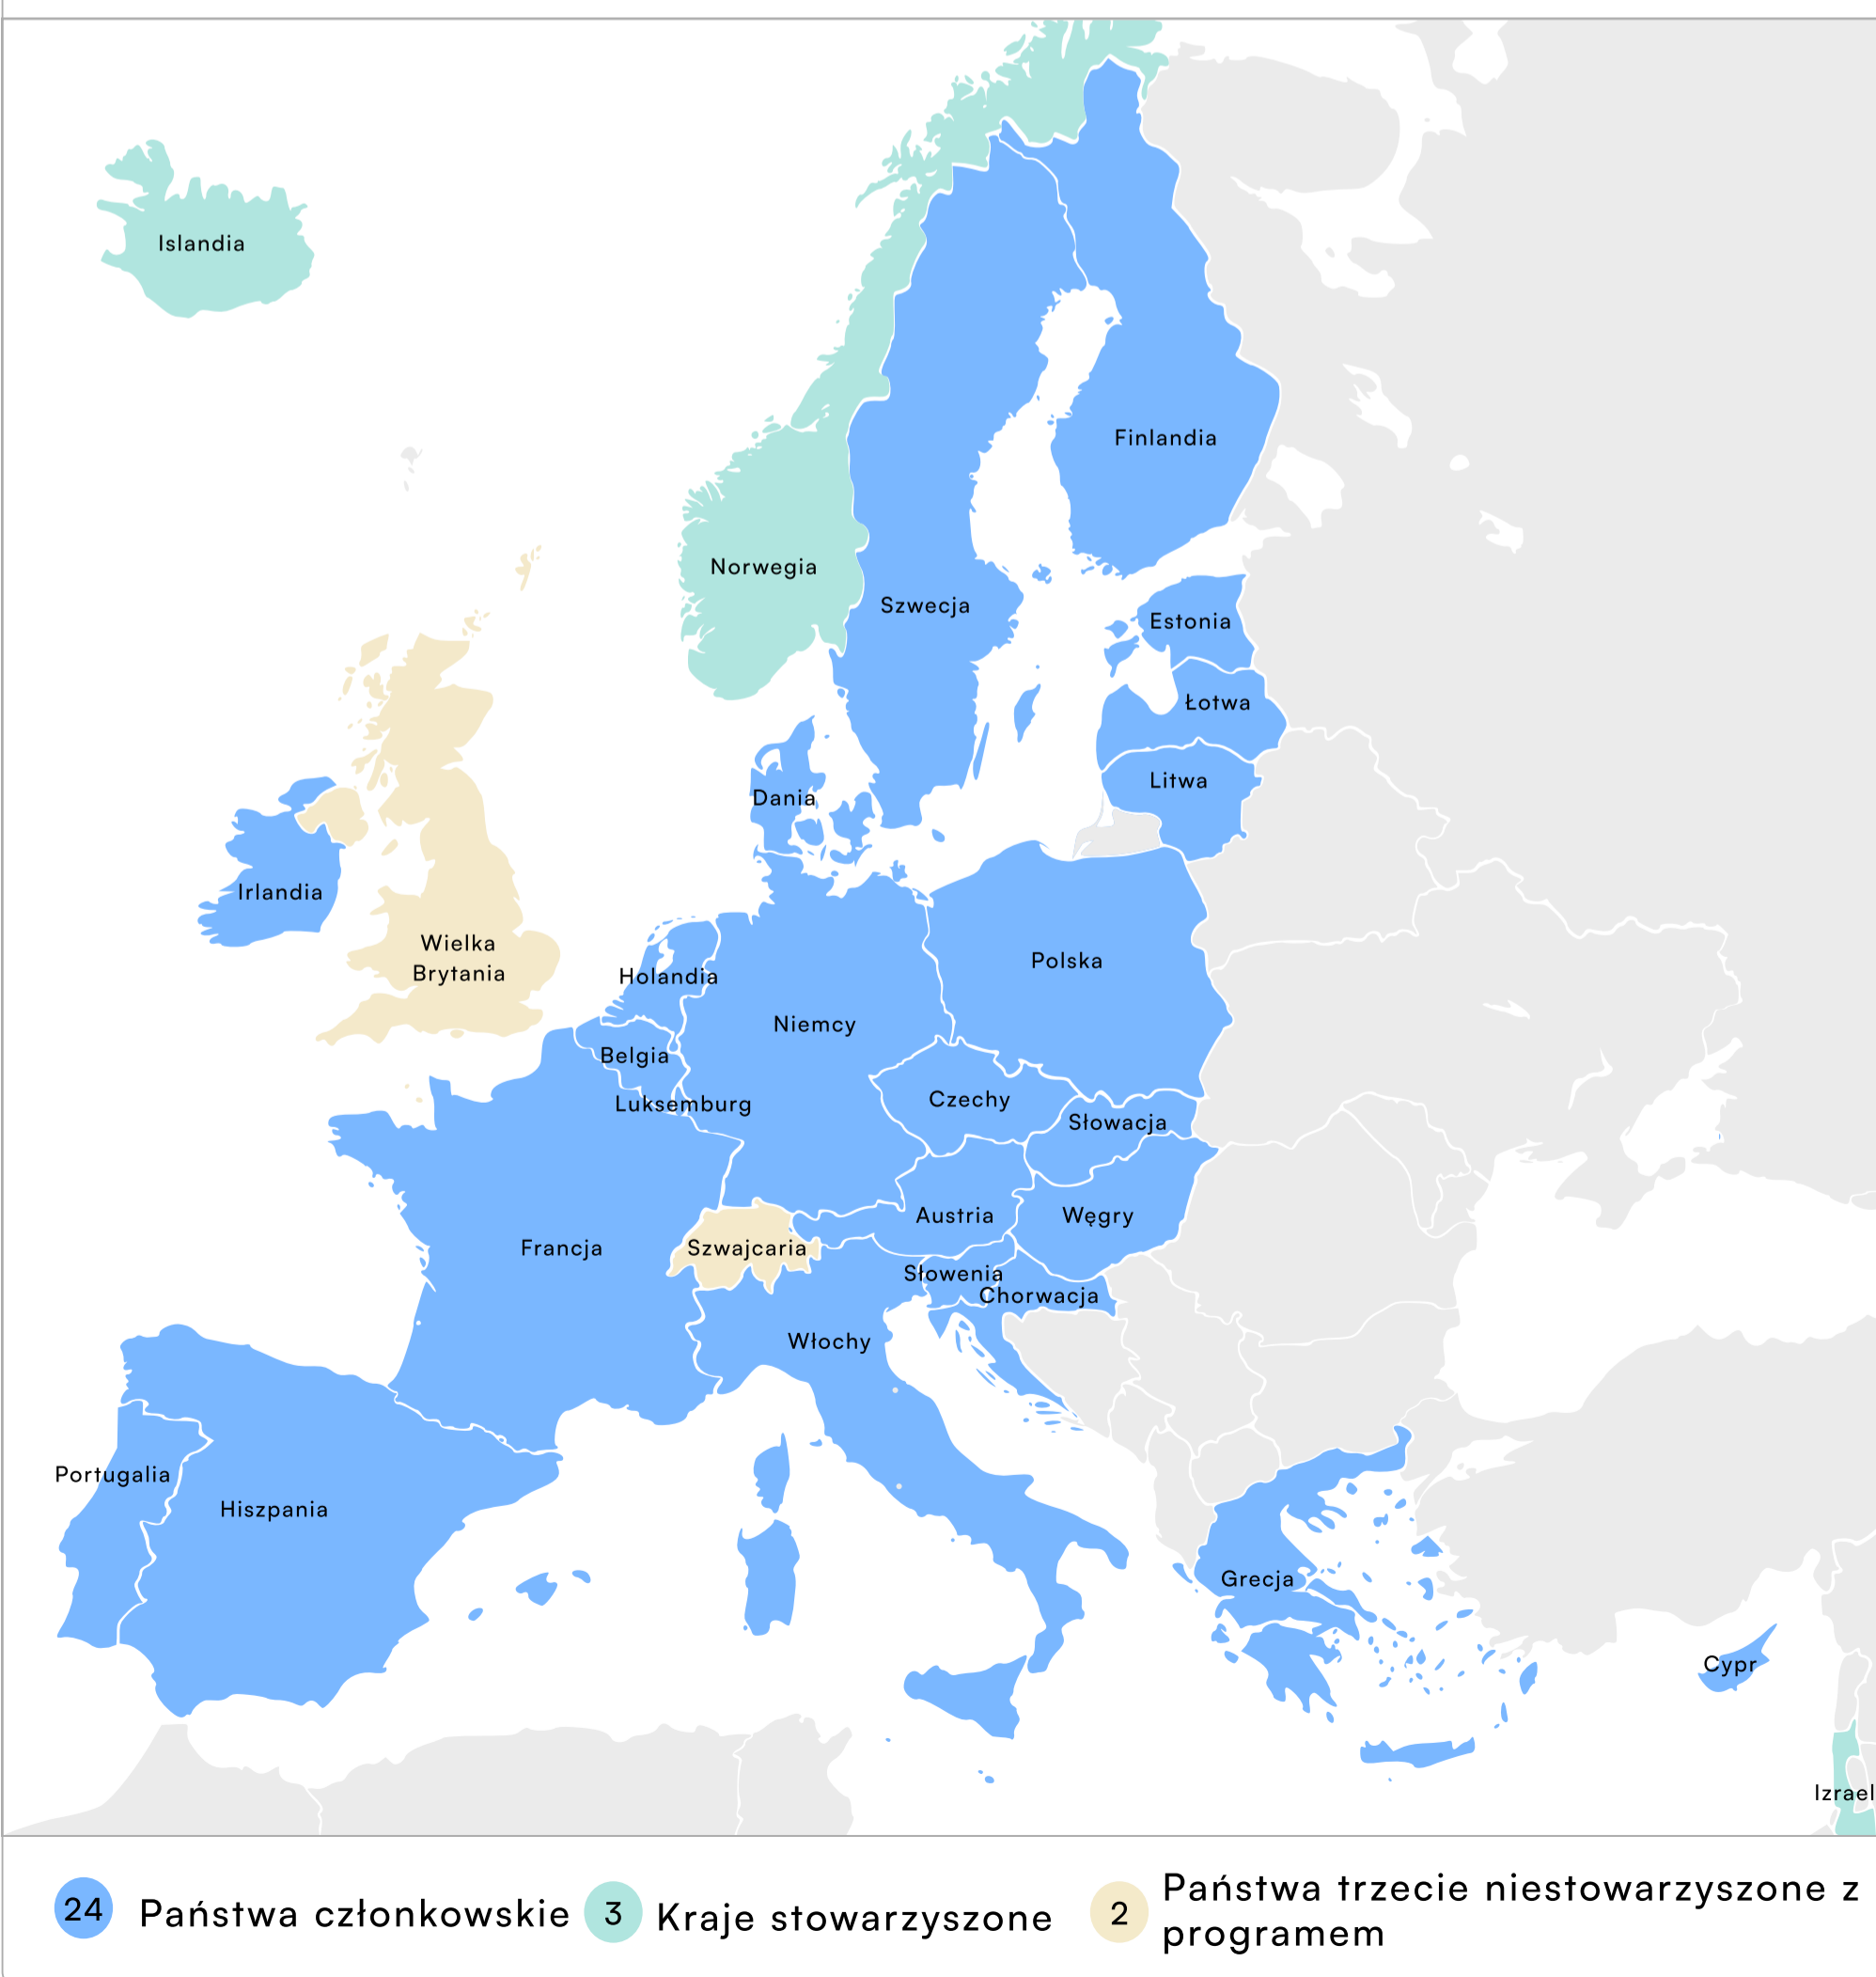 Islandia
Finlandia
Norwegia
Szwecja
Estonia
Łotwa
Litwa
Dania
Irlandia
Wielka
Brytania
Polska
Holandia
Niemcy
Belgia
Czechy
Luksemburg
Słowacja
Austria
Węgry
Francja
Szwajcaria
Słowenia
Chorwacja
Włochy
Portugalia
Hiszpania
Grecja
Cypr
Izrael
24 Państwa członkowskie
3 Kraje stowarzyszone
2 Państwa trzecie niestowarzyszone z
programem